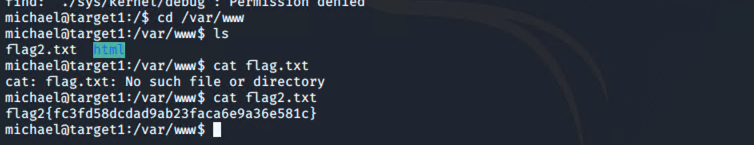 find: './sys/kernel/debug': Permission denied
michael@target1:/$ cd /var/www
michael@target1:/var/www$ ls
flag2.txt  html
michael@target1:/var/www$ cat flag.txt
cat: flag.txt: No such file or directory
michael@target1:/var/www$ cat flag2.txt
flag2{fc3fd58dcdad9ab23faca6e9a36e581c}
michael@target1:/var/www$